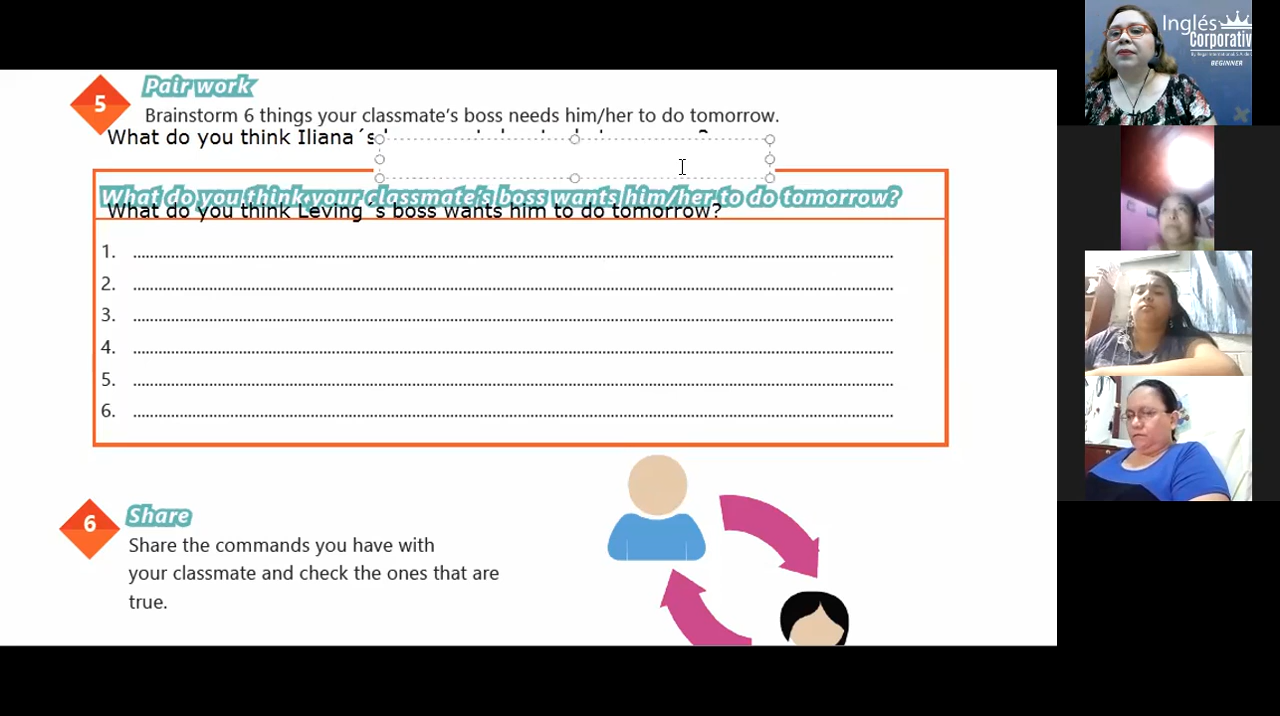 5
Pair work
Brainstorm 6 things your classmate's boss needs him/her to do tomorrow.
What do you think Iliana´s
What do you think your classmate's boss wants him/her to do tomorrow?
What do you think Leving´s boss wants him to do tomorrow?
1. ........................................
2. ........................................
3. ........................................
4. ........................................
5. ........................................
6. ........................................
6
Share
Share the commands you have with
your classmate and check the ones that are
true.
Inglés
Corporativ
BEGINNER